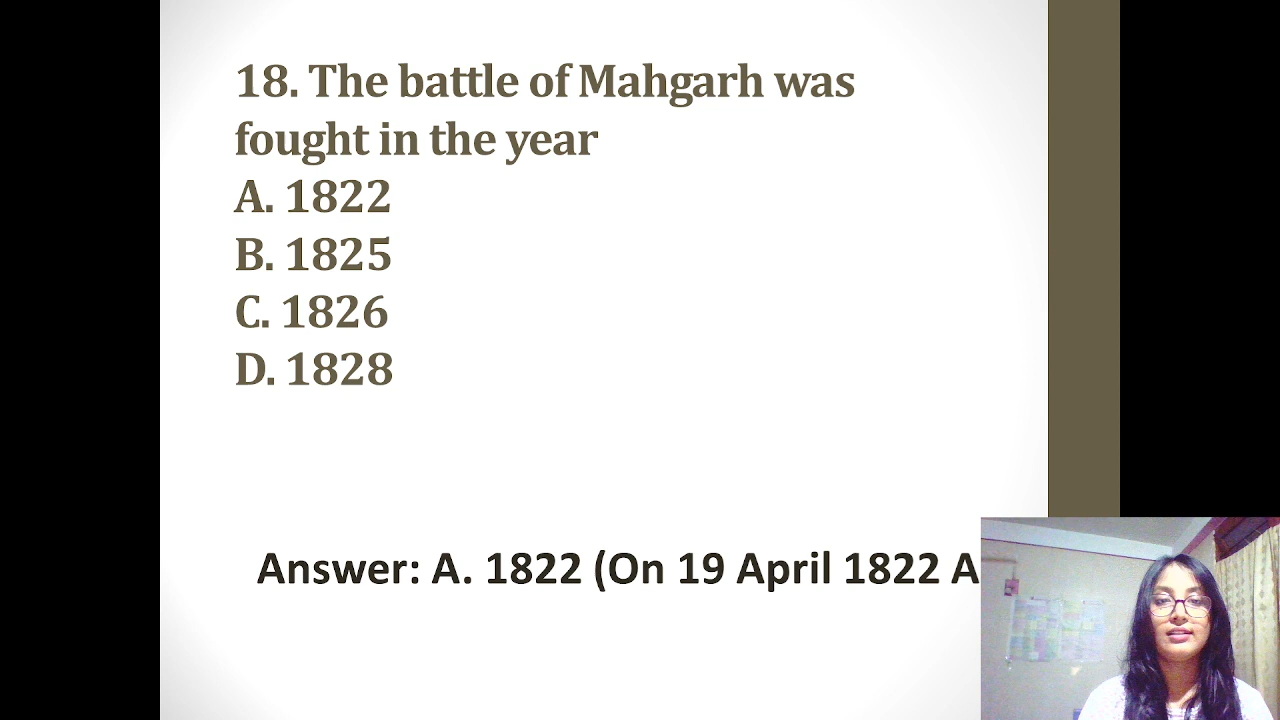 18. The battle of Mahgarh was
fought in the year
A. 1822
B. 1825
C. 1826
D. 1828
Answer: A. 1822 (On 19 April 1822 A